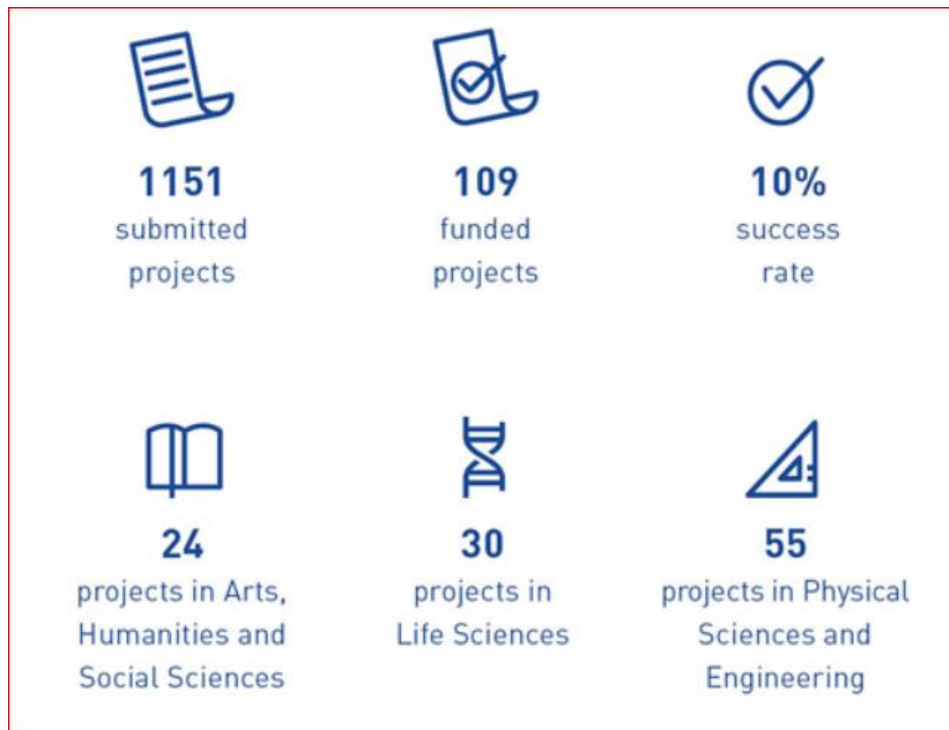 1151
submitted
projects
109
funded
projects
10%
success
rate
24
projects in Arts,
Humanities and
Social Sciences
30
projects in
Life Sciences
55
projects in Physical
Sciences and
Engineering